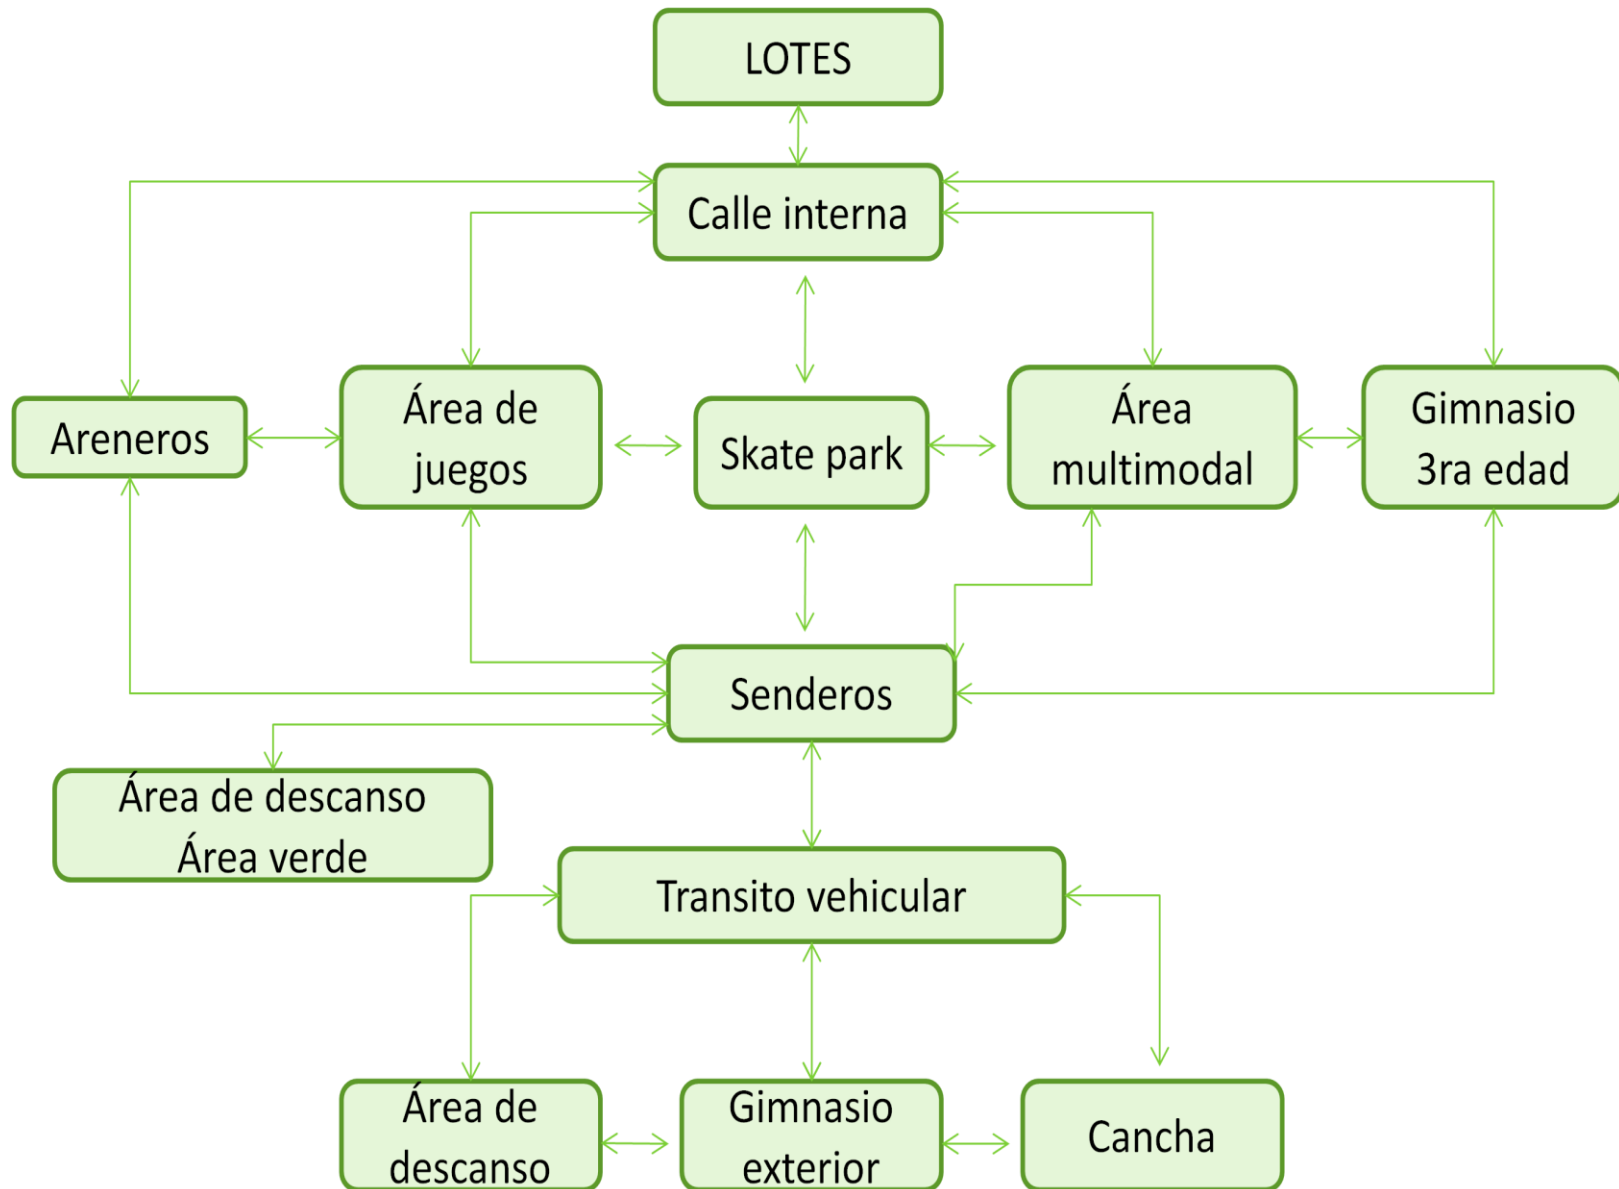 LOTES
Calle interna
Areneros
Área de
juegos
Skate park
Área
multimodal
Gimnasio
3ra edad
Senderos
Área de descanso
Área verde
Transito vehicular
Área de
descanso
Gimnasio
exterior
Cancha